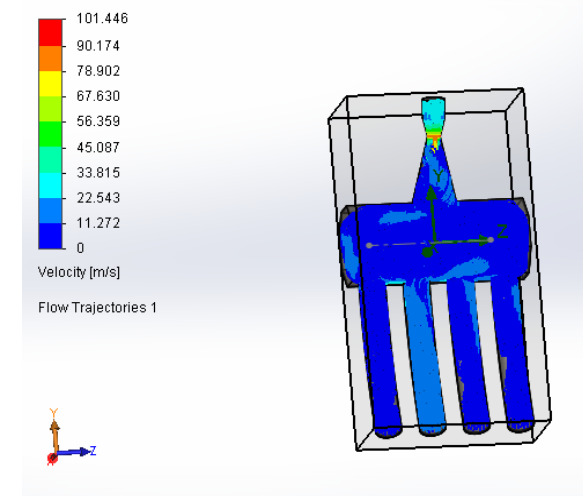 101.446
90.174
78.902
67.630
56.359
45.087
33.815
22.543
11.272
0
Velocity [m/s]
Flow Trajectories 1
Y
Z
Y
Z